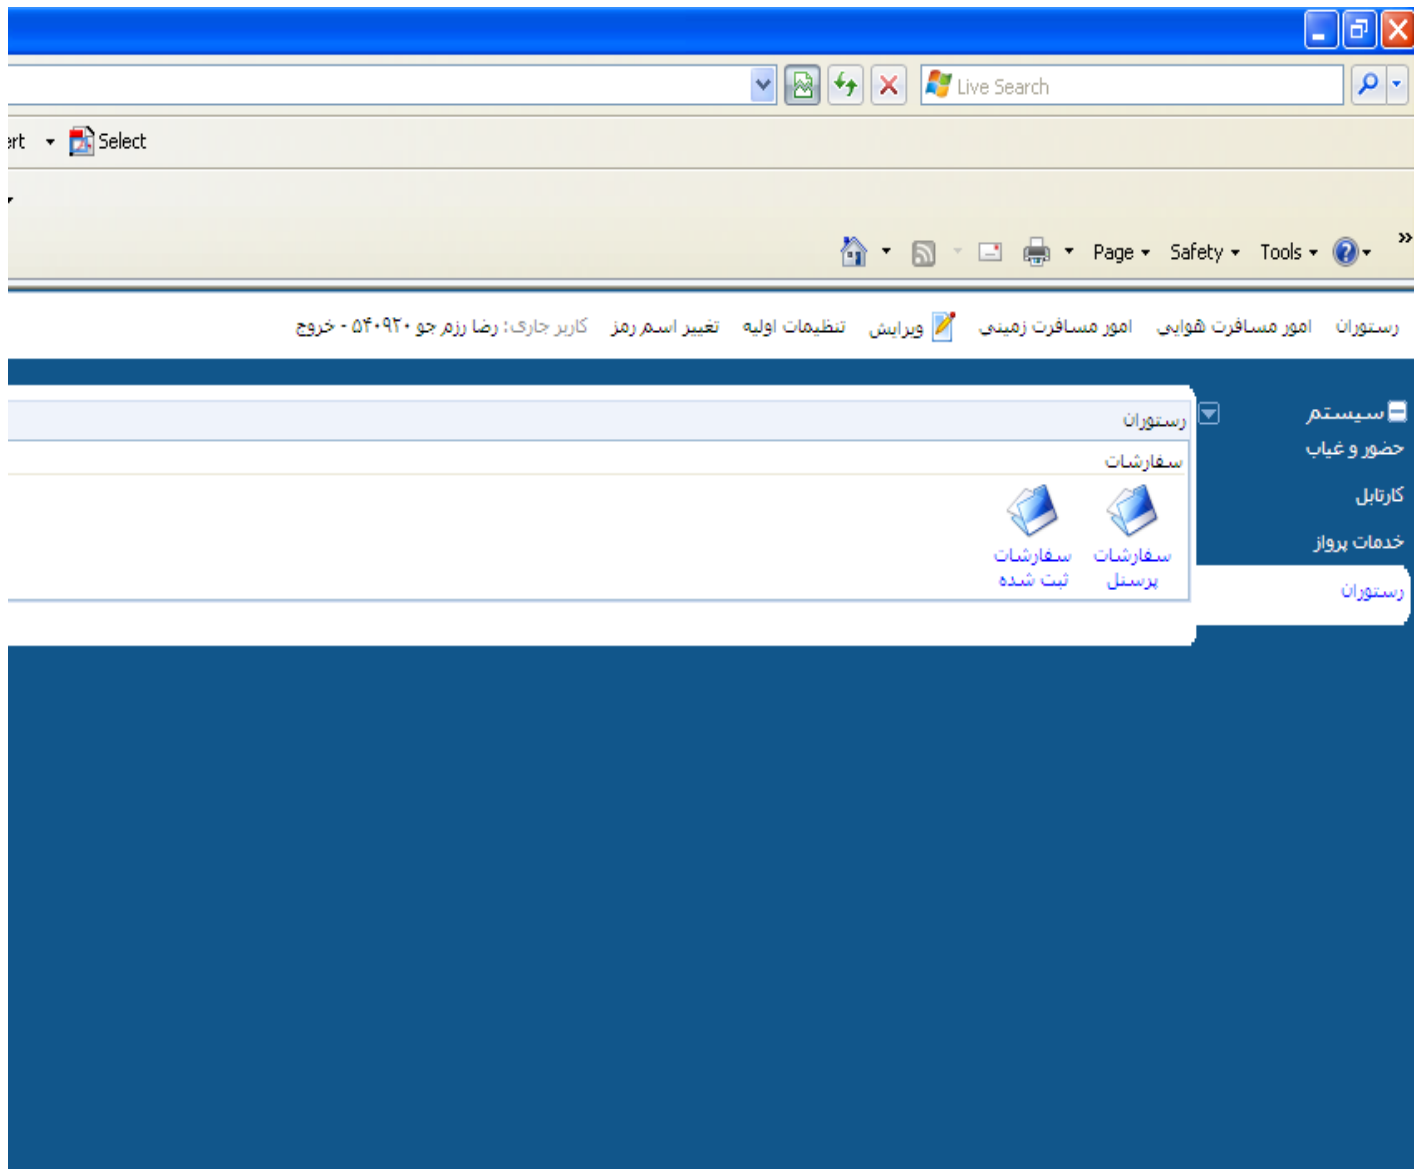 Live Search
ert Select
Page Safety Tools »
رستوران امور مسافرت هوایی امور مسافرت زمینی ویرایش تنظیمات اولیه تغییر اسم رمز کاربر جاری: رضا رزم جو ۵۴۰۹۲۰ - خروج
سیستم
حضور و غیاب
کارتابل
خدمات پرواز
رستوران
رستوران
سفارشات
سفارشات پرسنل
سفارشات ثبت شده